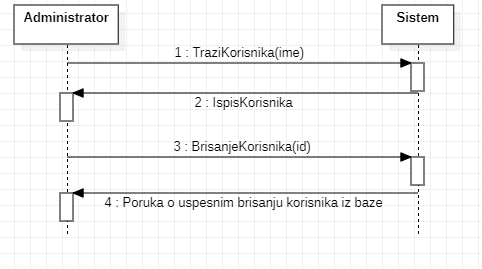 Administrator
Sistem
1 : TraziKorisnika(ime)
2 : IspisKorisnika
3 : BrisanjeKorisnika(id)
4 : Poruka o uspesnim brisanju korisnika iz baze